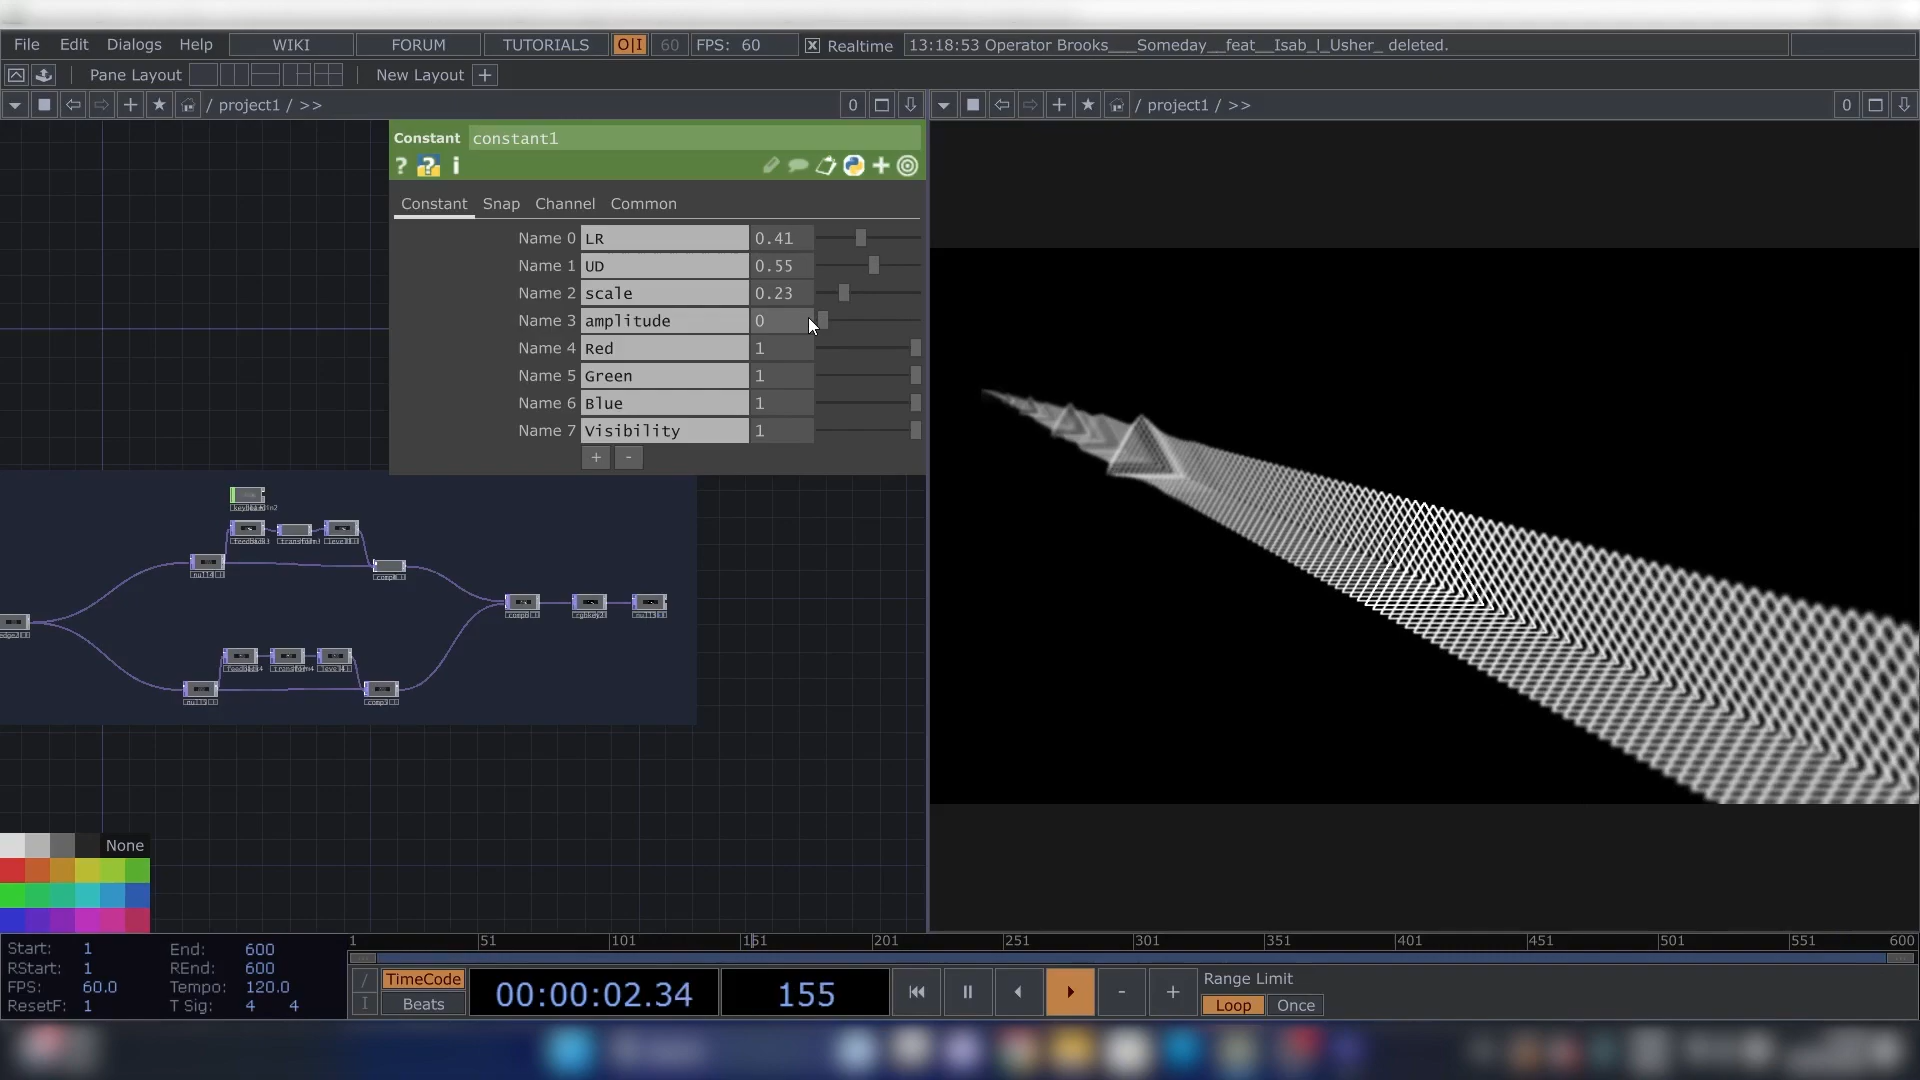 File Edit Dialogs Help WIKI FORUM TUTORIALS O|I 60 FPS: 60 Realtime 13:18:53 Operator Brooks___Someday__feat__Isab_l_Usher_ deleted.
Pane Layout New Layout +
/ project1 / >> 0
/ project1 / >> 0
Constant constant1
? ? i
Constant Snap Channel Common
Name 0 LR 0.41
Name 1 UD 0.55
Name 2 scale 0.23
Name 3 amplitude 0
Name 4 Red 1
Name 5 Green 1
Name 6 Blue 1
Name 7 Visibility 1
+ -
None
Start: 1 End: 600
RStart: 1 REnd: 600
FPS: 60.0 Tempo: 120.0
ResetF: 1 T Sig: 4 4
1 51 101 151 201 251 301 351 401 451 501 551 600
TimeCode
Beats
00:00:02.34
155
- +
Range Limit
Loop Once